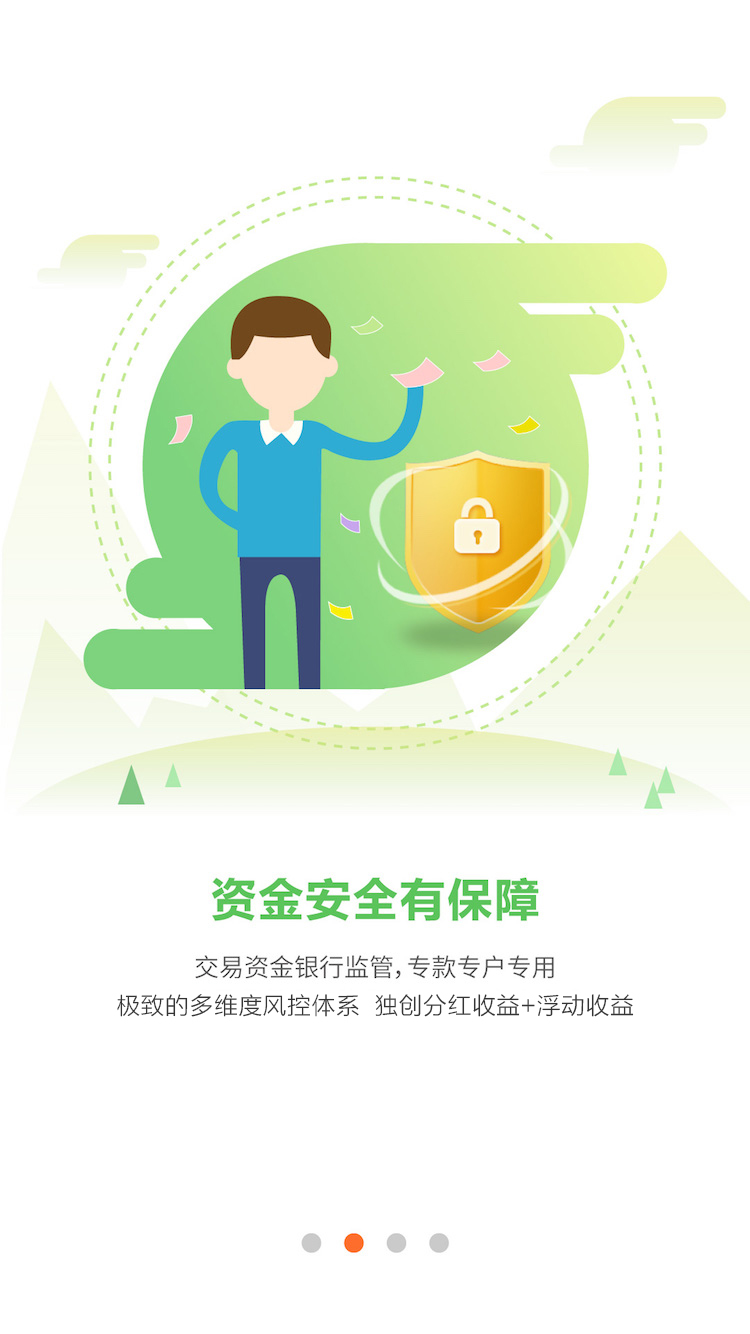 资金安全有保障
交易资金银行监管，专款专户专用
极致的多维度风控体系 独创分红收益+浮动收益